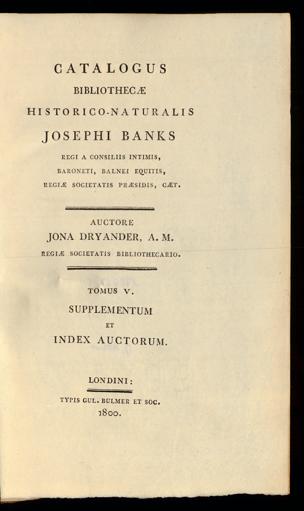 CATALOGUS
BIBLIOTHECÆ
HISTORICO-NATURALIS
JOSEPHI BANKS
REGI A CONSILIIS INTIMIS,
BARONETI, BALNEI EQUITIS,
REGIÆ SOCIETATIS PRÆSIDIS, CÆT.
AUCTORE
JONA DRYANDER, A. M.
REGIÆ SOCIETATIS BIBLIOTHECARIO.
TOMUS V.
SUPPLEMENTUM
ET
INDEX AUCTORUM.
LONDINI:
TYPIS GUL. BULMER ET SOC.
1800.